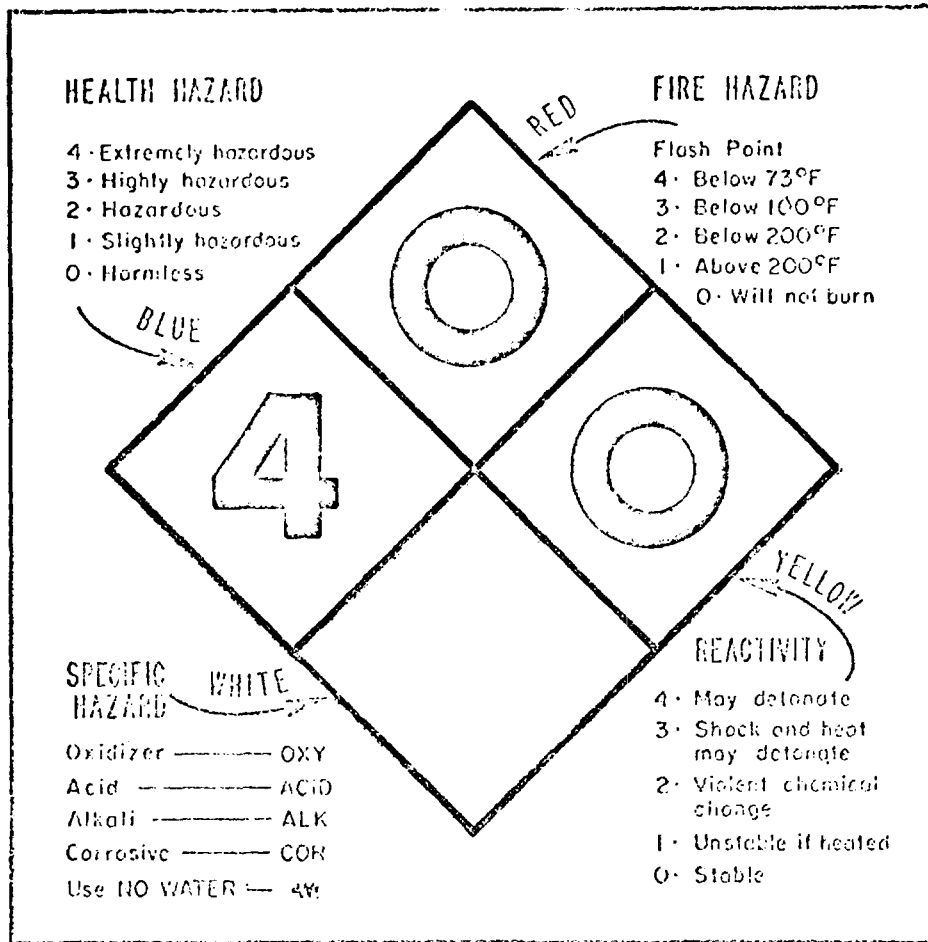 HEALTH HAZARD
4 · Extremely hazardous
3 · Highly hazardous
2 · Hazardous
1 · Slightly hazardous
0 · Harmless
BLUE
FIRE HAZARD
RED
Flash Point
4 · Below 73°F
3 · Below 100°F
2 · Below 200°F
1 · Above 200°F
0 · Will not burn
0
4
0
YELLOW
REACTIVITY
4 · May detonate
3 · Shock and heat
may detonate
2 · Violent chemical
change
1 · Unstable if heated
0 · Stable
SPECIFIC
HAZARD
WHITE
Oxidizer — OXY
Acid — ACID
Alkali — ALK
Corrosive — COR
Use NO WATER —